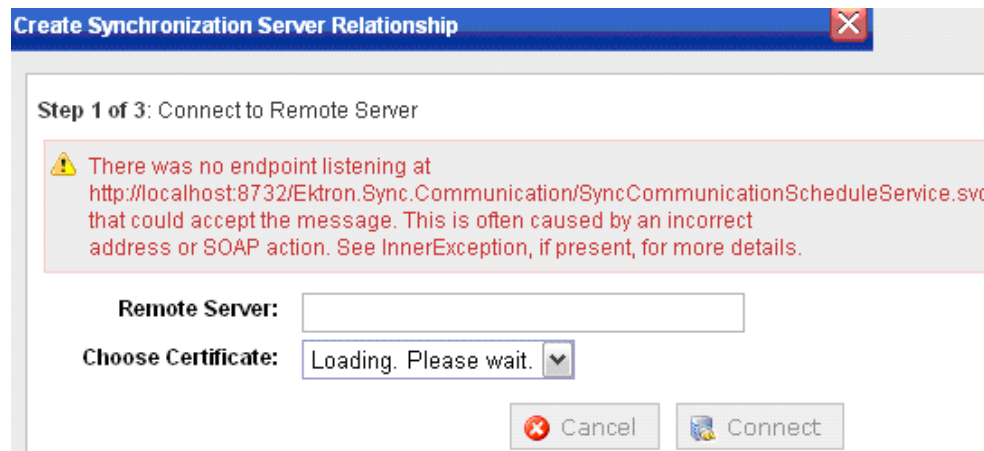 Create Synchronization Server Relationship
Step 1 of 3: Connect to Remote Server
There was no endpoint listening at
http://localhost:8732/Ektron.Sync.Communication/SyncCommunicationScheduleService.svc
that could accept the message. This is often caused by an incorrect
address or SOAP action. See InnerException, if present, for more details.
Remote Server:
Choose Certificate: Loading. Please wait.
Cancel Connect